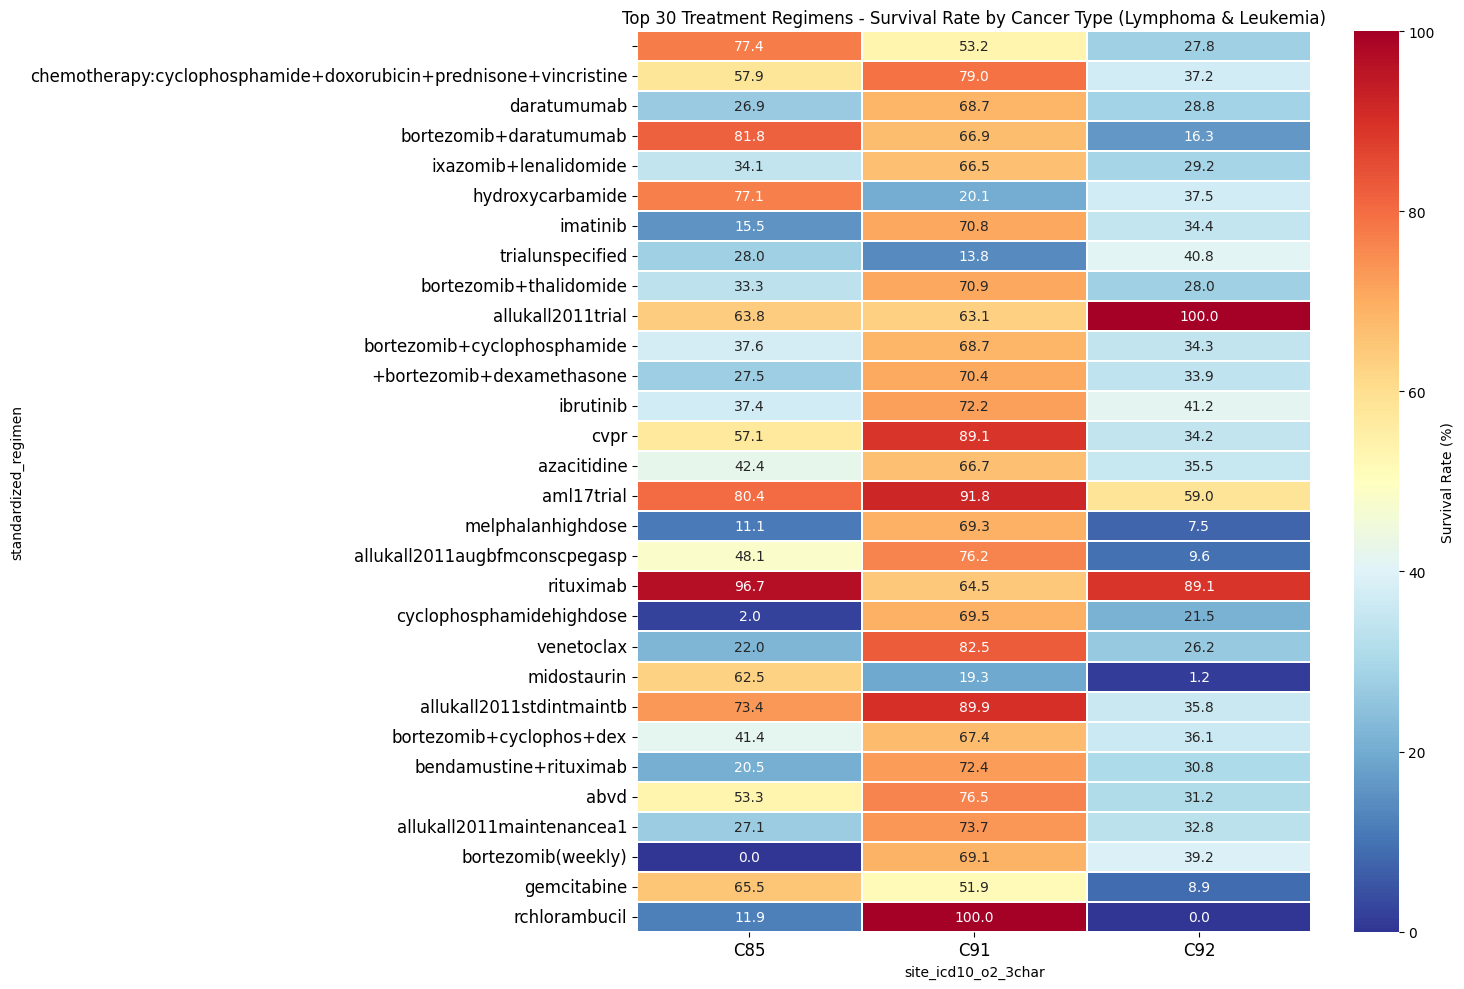 Top 30 Treatment Regimens - Survival Rate by Cancer Type (Lymphoma & Leukemia)
77.4 53.2 27.8
chemotherapy:cyclophosphamide+doxorubicin+prednisone+vincristine 57.9 79.0 37.2
daratumumab 26.9 68.7 28.8
bortezomib+daratumumab 81.8 66.9 16.3
ixazomib+lenalidomide 34.1 66.5 29.2
hydroxycarbamide 77.1 20.1 37.5
imatinib 15.5 70.8 34.4
trialunspecified 28.0 13.8 40.8
bortezomib+thalidomide 33.3 70.9 28.0
allukall2011trial 63.8 63.1 100.0
bortezomib+cyclophosphamide 37.6 68.7 34.3
+bortezomib+dexamethasone 27.5 70.4 33.9
ibrutinib 37.4 72.2 41.2
cvpr 57.1 89.1 34.2
azacitidine 42.4 66.7 35.5
aml17trial 80.4 91.8 59.0
melphalanhighdose 11.1 69.3 7.5
allukall2011augbfmconscpegasp 48.1 76.2 9.6
rituximab 96.7 64.5 89.1
cyclophosphamidehighdose 2.0 69.5 21.5
venetoclax 22.0 82.5 26.2
midostaurin 62.5 19.3 1.2
allukall2011stdintmaintb 73.4 89.9 35.8
bortezomib+cyclophos+dex 41.4 67.4 36.1
bendamustine+rituximab 20.5 72.4 30.8
abvd 53.3 76.5 31.2
allukall2011maintenancea1 27.1 73.7 32.8
bortezomib(weekly) 0.0 69.1 39.2
gemcitabine 65.5 51.9 8.9
rchlorambucil 11.9 100.0 0.0
C85 C91 C92
site_icd10_o2_3char
standardized_regimen
100
80
60
40
20
0
Survival Rate (%)